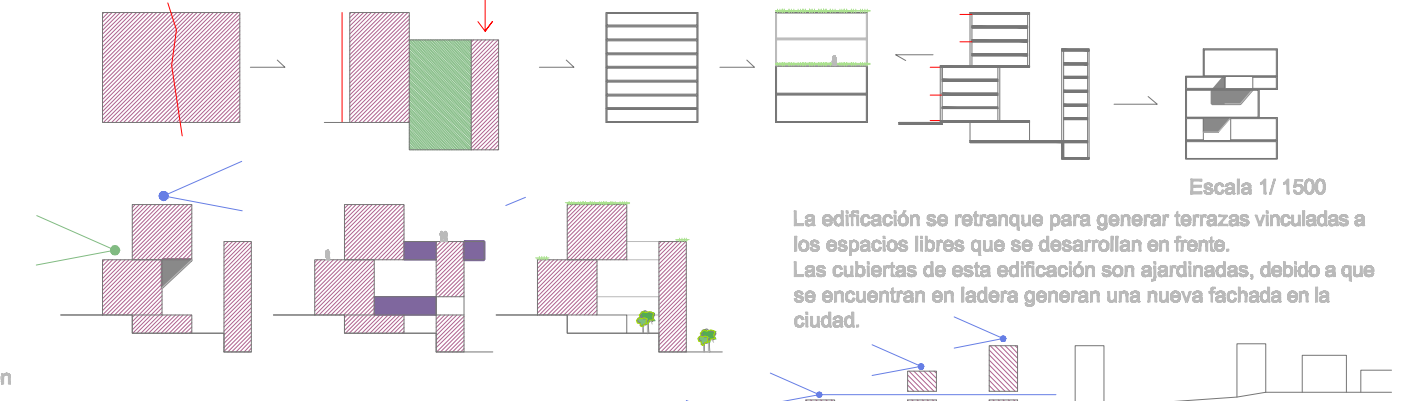 Escala 1/ 1500
La edificación se retranque para generar terrazas vinculadas a
los espacios libres que se desarrollan en frente.
Las cubiertas de esta edificación son ajardinadas, debido a que
se encuentran en ladera generan una nueva fachada en la
ciudad.
ón